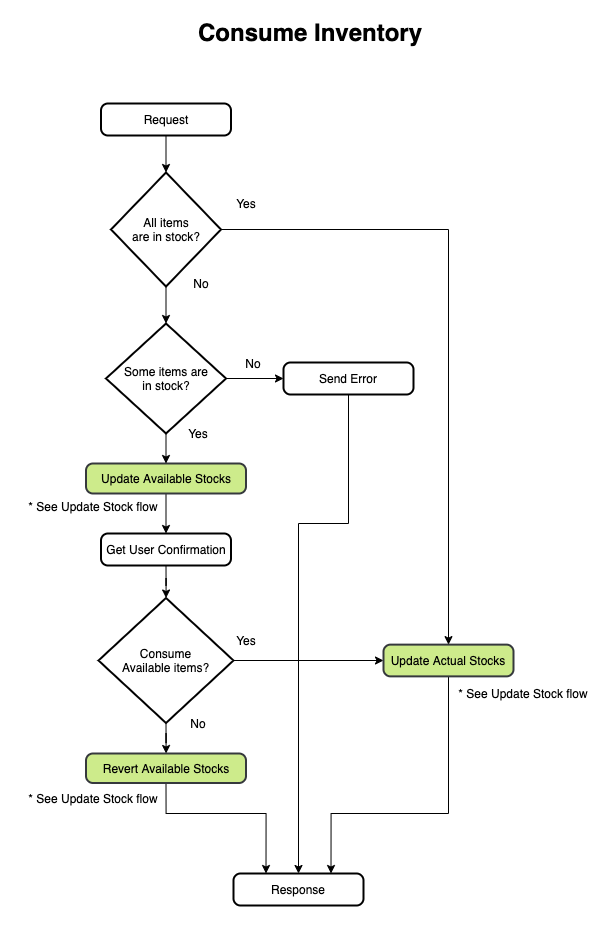 Consume Inventory
Request
Yes
All items
are in stock?
No
Some items are
in stock?
No
Send Error
Yes
Update Available Stocks
* See Update Stock flow
Get User Confirmation
Consume
Available items?
Yes
Update Actual Stocks
* See Update Stock flow
No
Revert Available Stocks
* See Update Stock flow
Response